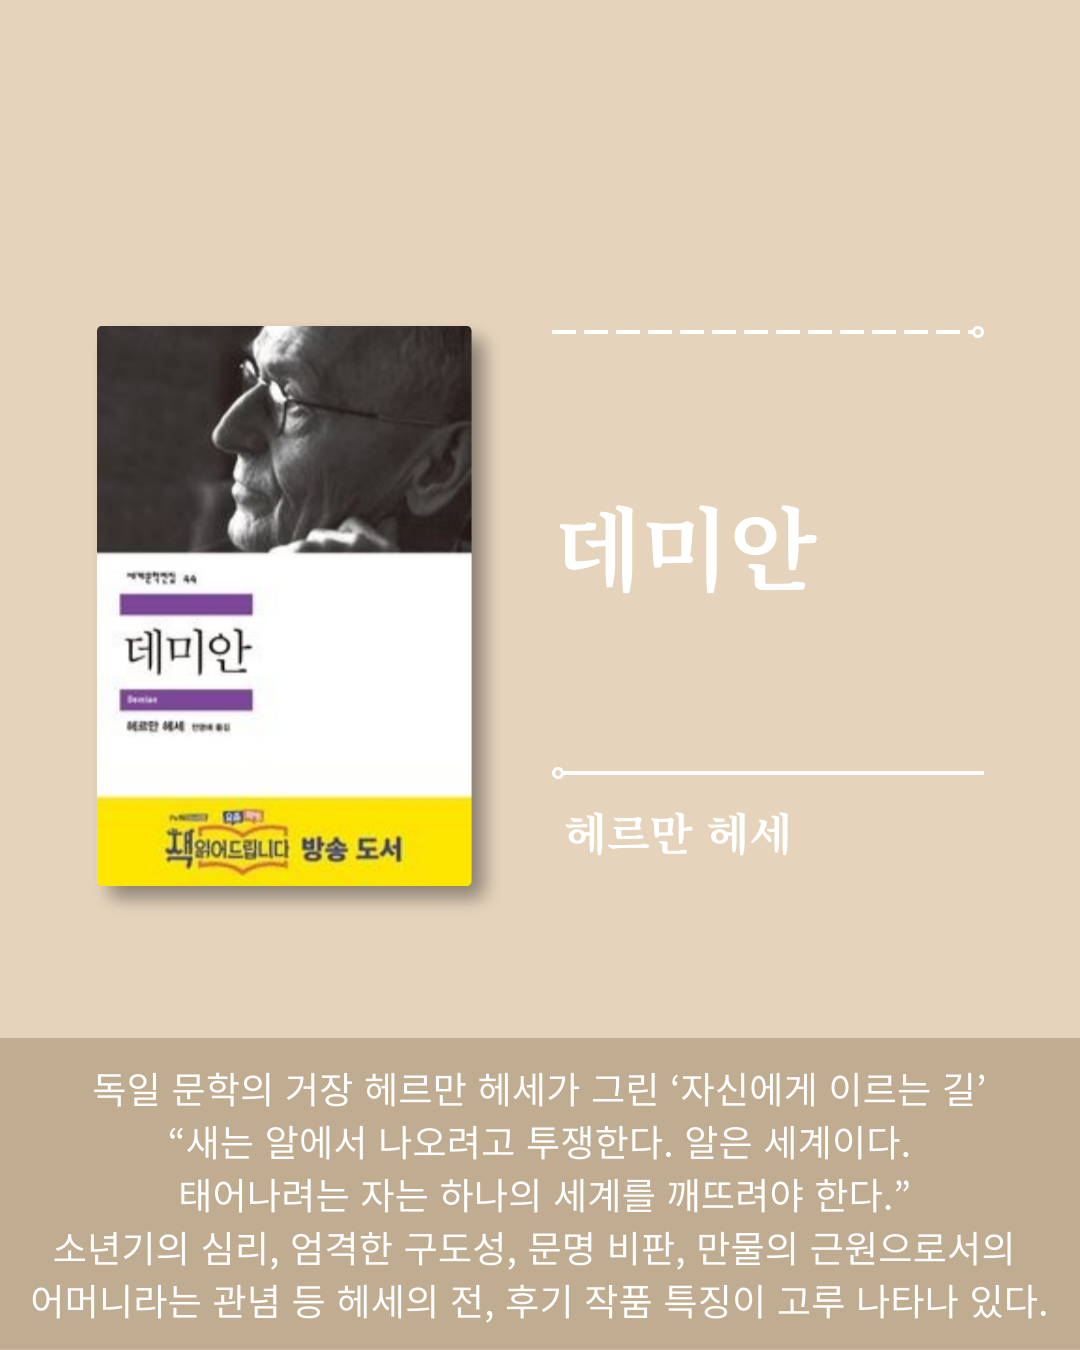 세계문학전집 44
데미안
Demian
헤르만 헤세 전영애 옮김
요즘책방
책 읽어드립니다 방송 도서
데미안
헤르만 헤세
독일 문학의 거장 헤르만 헤세가 그린 ‘자신에게 이르는 길’
“새는 알에서 나오려고 투쟁한다. 알은 세계이다.
태어나려는 자는 하나의 세계를 깨뜨려야 한다.”
소년기의 심리, 엄격한 구도성, 문명 비판, 만물의 근원으로서의
어머니라는 관념 등 헤세의 전, 후기 작품 특징이 고루 나타나 있다.